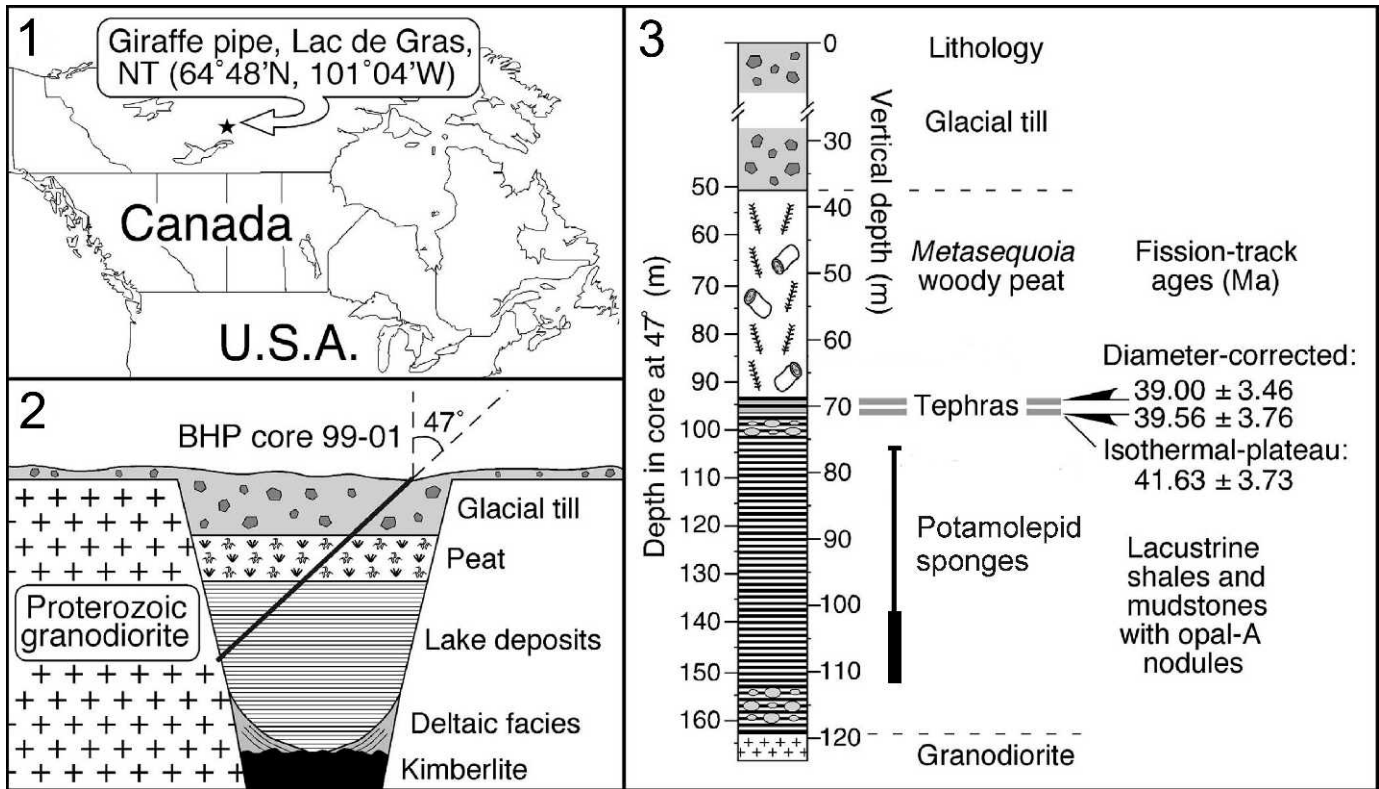 1
Giraffe pipe, Lac de Gras,
NT (64˚48'N, 101˚04'W)
Canada
U.S.A.
2
BHP core 99-01
47˚
Glacial till
Peat
Proterozoic
granodiorite
Lake deposits
Deltaic facies
Kimberlite
3
Depth in core at 47˚ (m)
50
60
70
80
90
100
110
120
130
140
150
160
Vertical depth (m)
0
30
40
50
60
70
80
90
100
110
120
Lithology
Glacial till
Metasequoia
woody peat
Fission-track
ages (Ma)
Tephras
Diameter-corrected:
39.00 ± 3.46
39.56 ± 3.76
Isothermal-plateau:
41.63 ± 3.73
Potamolepid
sponges
Lacustrine
shales and
mudstones
with opal-A
nodules
Granodiorite